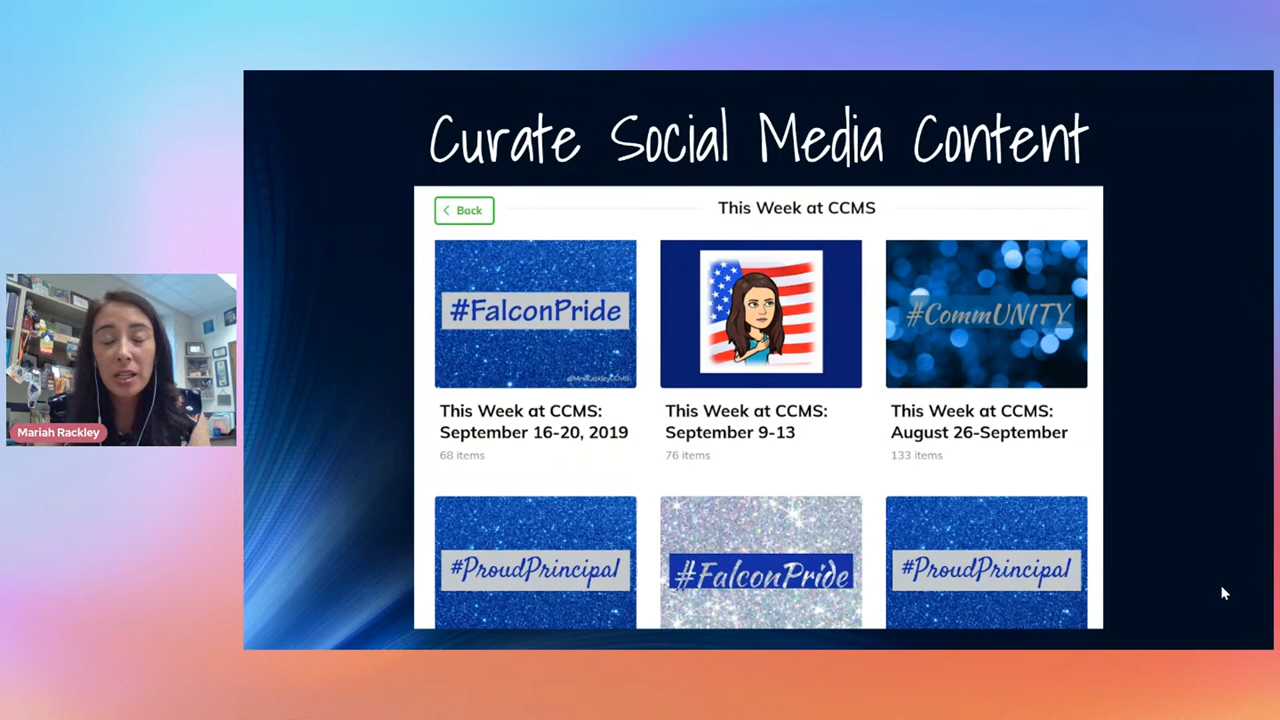 Curate Social Media Content
Back
This Week at CCMS
#FalconPride
@MrsRackleyCCMS
#CommUNITY
This Week at CCMS:
September 16-20, 2019
68 items
This Week at CCMS:
September 9-13
76 items
This Week at CCMS:
August 26-September
133 items
#ProudPrincipal
#FalconPride
#ProudPrincipal
Mariah Rackley